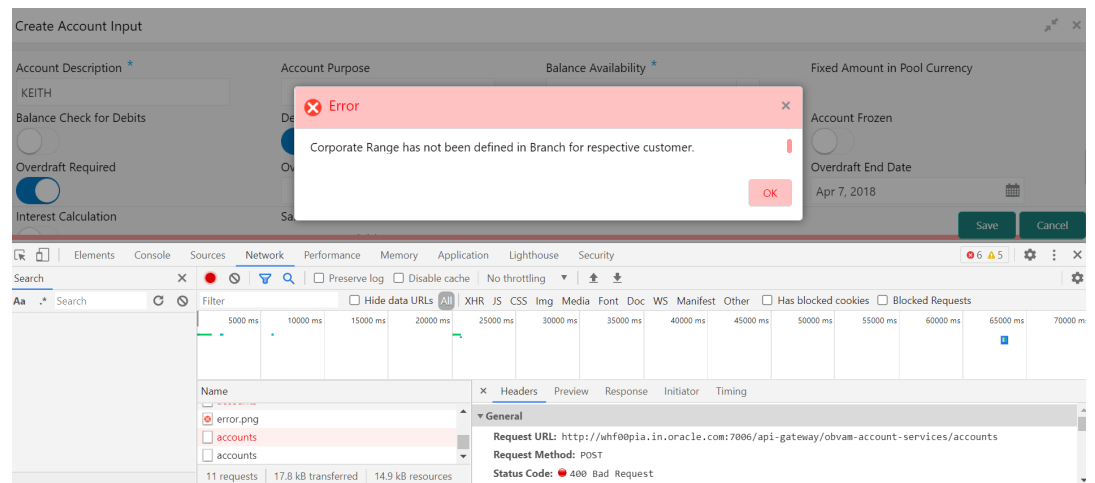 Create Account Input
Account Description * Account Purpose Balance Availability * Fixed Amount in Pool Currency
KEITH
Error
Balance Check for Debits De Account Frozen
Corporate Range has not been defined in Branch for respective customer.
Overdraft Required Ov Overdraft End Date
OK
Apr 7, 2018
Interest Calculation Sa
Save Cancel
Elements Console Sources Network Performance Memory Application Lighthouse Security 6 5
Search Preserve log Disable cache No throttling
Aa .* Search Filter Hide data URLs All XHR JS CSS Img Media Font Doc WS Manifest Other Has blocked cookies Blocked Requests
5000 ms 10000 ms 15000 ms 20000 ms 25000 ms 30000 ms 35000 ms 40000 ms 45000 ms 50000 ms 55000 ms 60000 ms 65000 ms 70000 m
Name Headers Preview Response Initiator Timing
error.png General
accounts Request URL: http://whf00pia.in.oracle.com:7006/api-gateway/obvam-account-services/accounts
accounts Request Method: POST
11 requests 17.8 kB transferred 14.9 kB resources Status Code: 400 Bad Request